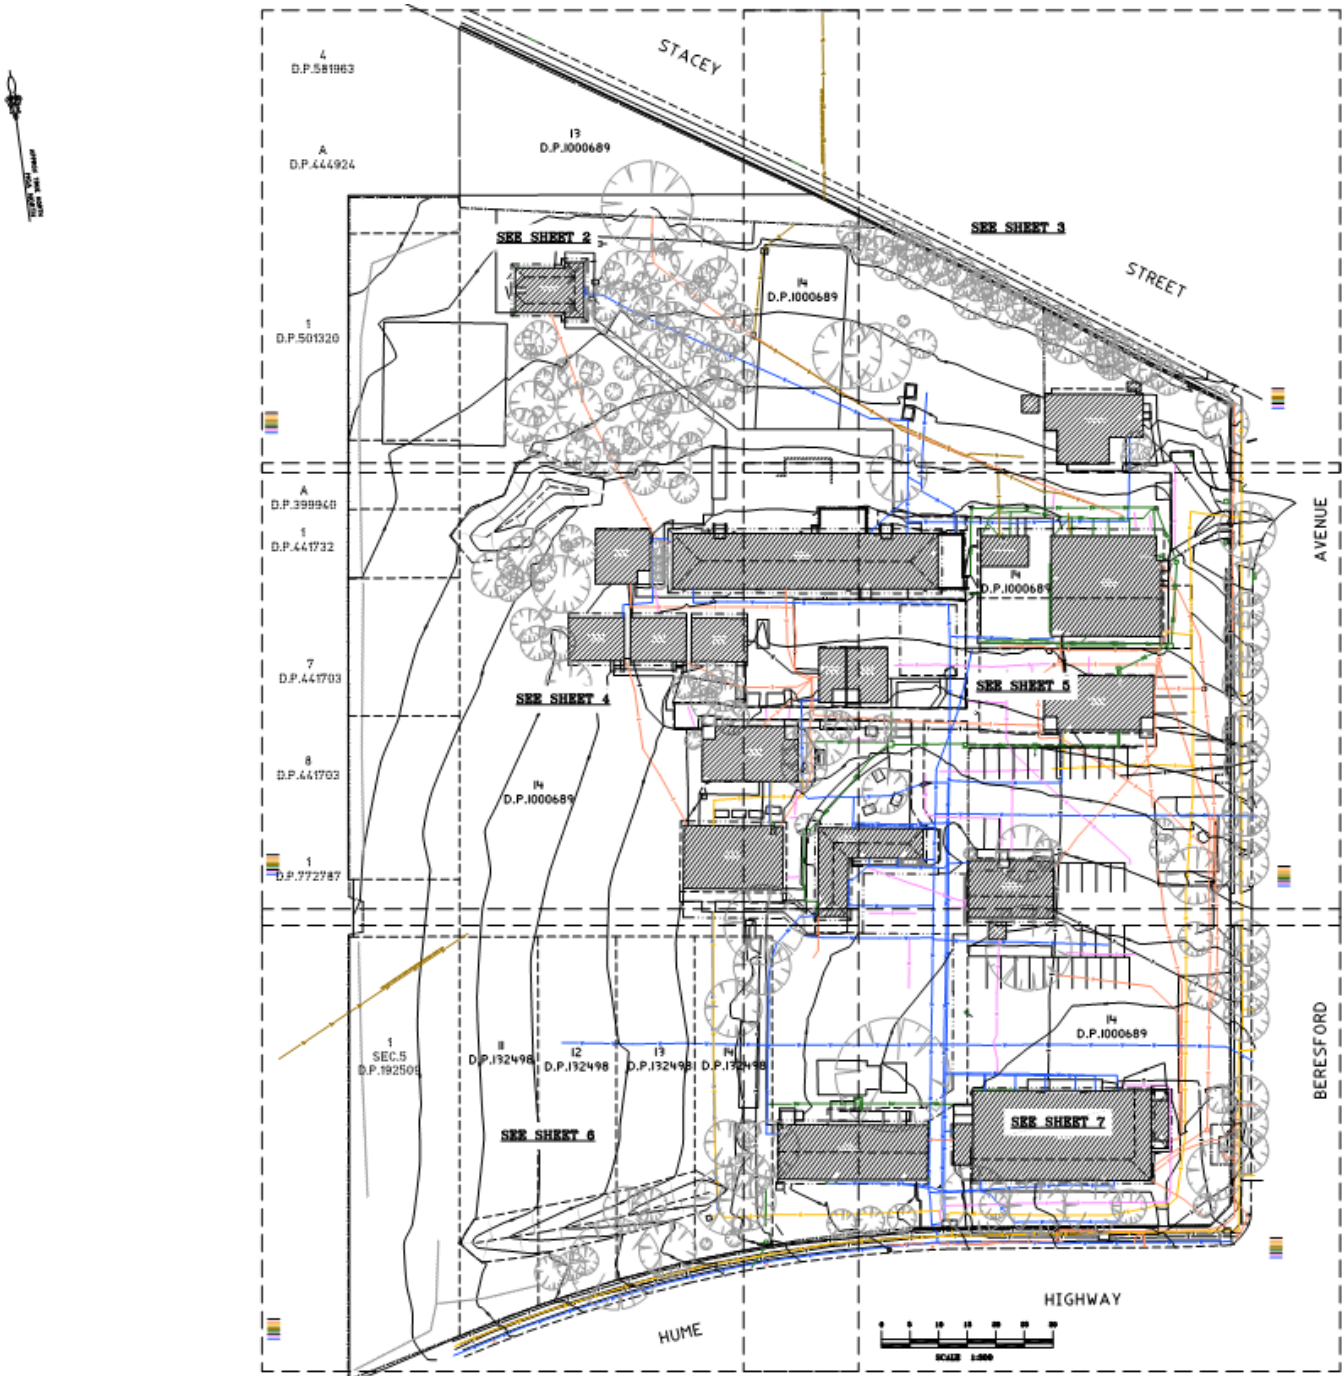 STACEY
4
D.P.581963
13
D.P.1000689
A
D.P.444924
SEE SHEET 2
SEE SHEET 3
STREET
14
D.P.1000689
1
D.P.501320
A
D.P.399940
1
D.P.441732
AVENUE
14
D.P.1000689
7
D.P.441703
SEE SHEET 4
SEE SHEET 5
8
D.P.441703
14
D.P.1000689
1
D.P.772787
1
SEC.5
D.P.192509
11
D.P.132498
12
D.P.132498
13
D.P.132498
14
D.P.132498
14
D.P.1000689
BERESFORD
SEE SHEET 6
SEE SHEET 7
HUME
HIGHWAY
SCALE 1:500